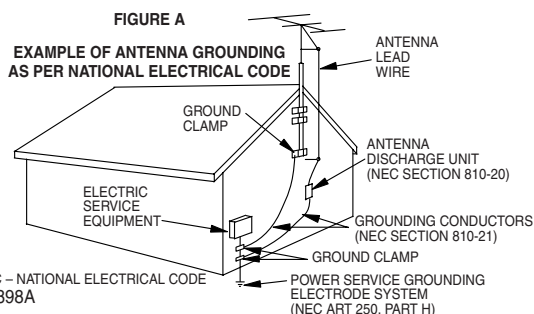 FIGURE A
EXAMPLE OF ANTENNA GROUNDING
AS PER NATIONAL ELECTRICAL CODE
ANTENNA
LEAD
WIRE
GROUND
CLAMP
ANTENNA
DISCHARGE UNIT
(NEC SECTION 810-20)
ELECTRIC
SERVICE
EQUIPMENT
GROUNDING CONDUCTORS
(NEC SECTION 810-21)
GROUND CLAMP
– NATIONAL ELECTRICAL CODE
POWER SERVICE GROUNDING
ELECTRODE SYSTEM
(NEC ART 250, PART H)
898A